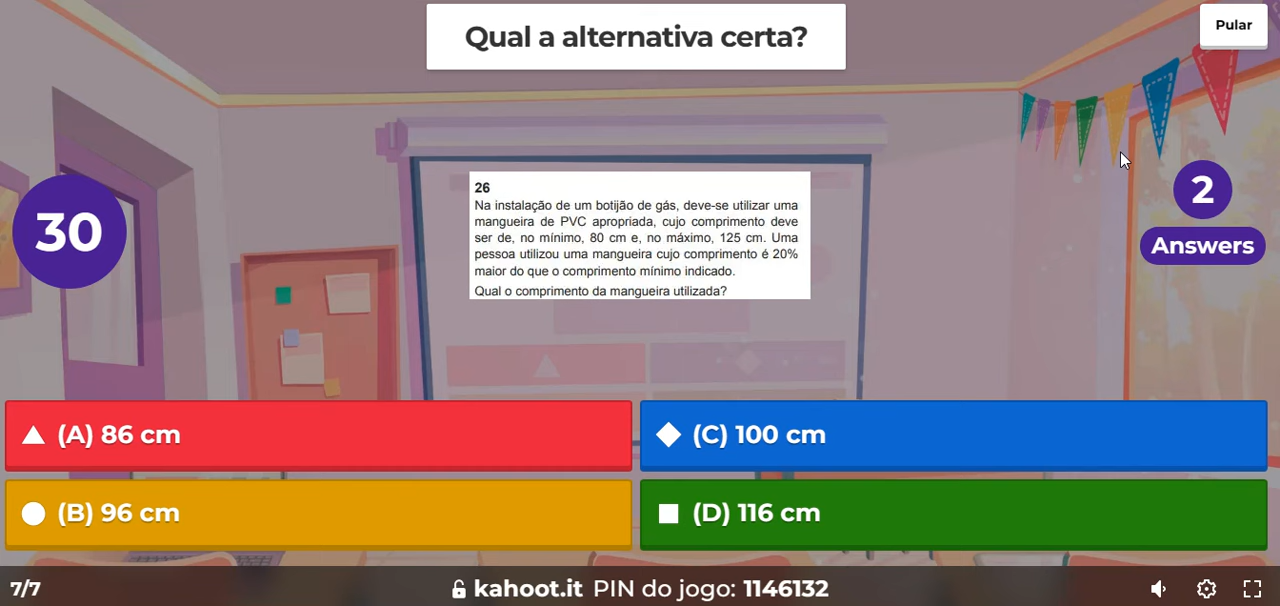 Qual a alternativa certa?
Pular
30
26
Na instalação de um botijão de gás, deve-se utilizar uma
mangueira de PVC apropriada, cujo comprimento deve
ser de, no mínimo, 80 cm e, no máximo, 125 cm. Uma
pessoa utilizou uma mangueira cujo comprimento é 20%
maior do que o comprimento mínimo indicado.
Qual o comprimento da mangueira utilizada?
2
Answers
(A) 86 cm
(C) 100 cm
(B) 96 cm
(D) 116 cm
7/7
kahoot.it PIN do jogo: 1146132